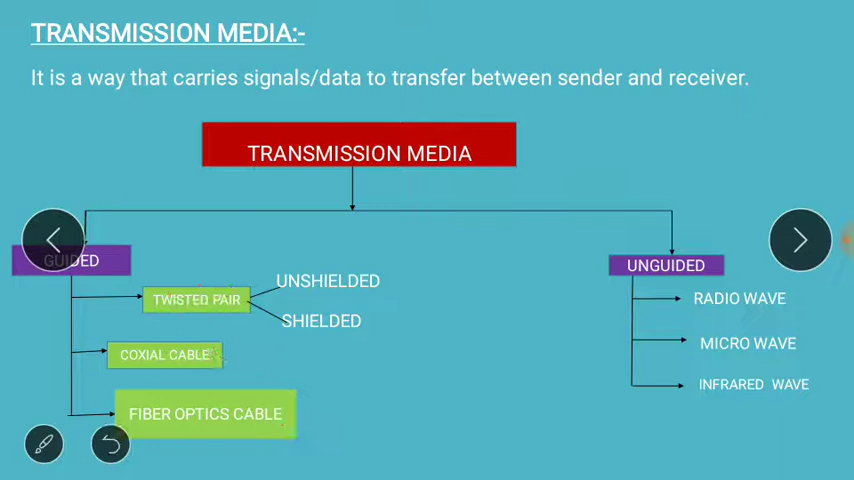 TRANSMISSION MEDIA:-
It is a way that carries signals/data to transfer between sender and receiver.
TRANSMISSION MEDIA
GUIDED
UNGUIDED
TWISTED PAIR
UNSHIELDED
SHIELDED
COXIAL CABLE
FIBER OPTICS CABLE
RADIO WAVE
MICRO WAVE
INFRARED WAVE